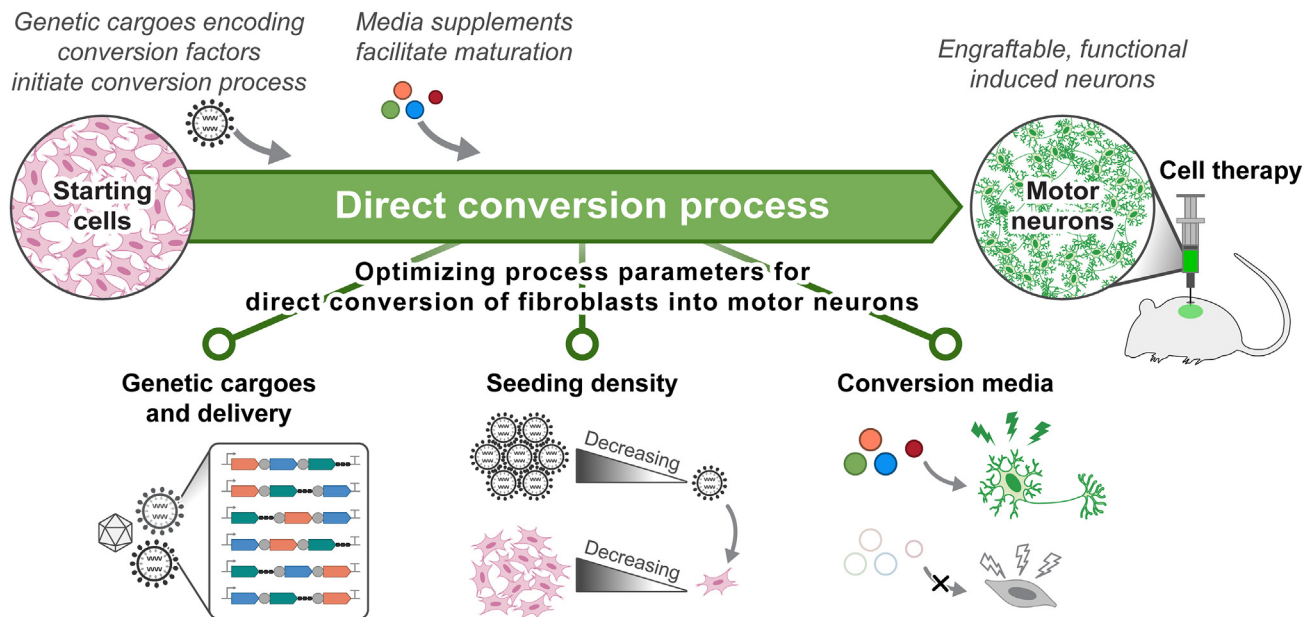 Genetic cargoes encoding
conversion factors
initiate conversion process
Media supplements
facilitate maturation
Engraftable, functional
induced neurons
Starting
cells
Direct conversion process
Motor
neurons
Cell therapy
Optimizing process parameters for
direct conversion of fibroblasts into motor neurons
Genetic cargoes
and delivery
Seeding density
Decreasing
Decreasing
Conversion media